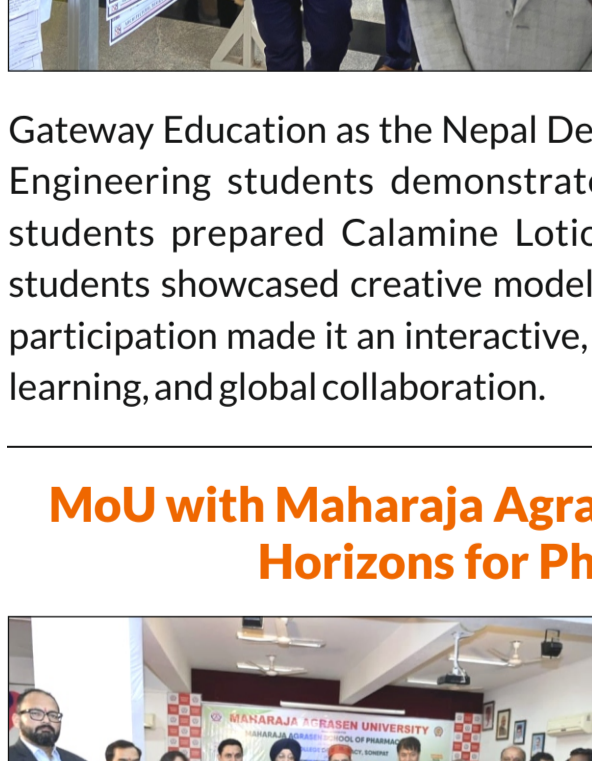 Gateway Education as the Nepal De
Engineering students demonstrate
students prepared Calamine Lotio
students showcased creative model
participation made it an interactive,
learning, and global collaboration.
MoU with Maharaja Agra
Horizons for Ph
MAHARAJA AGRASEN UNIVERSITY
MAHARAJA AGRASEN SCHOOL OF PHARMAC
SONEPAT